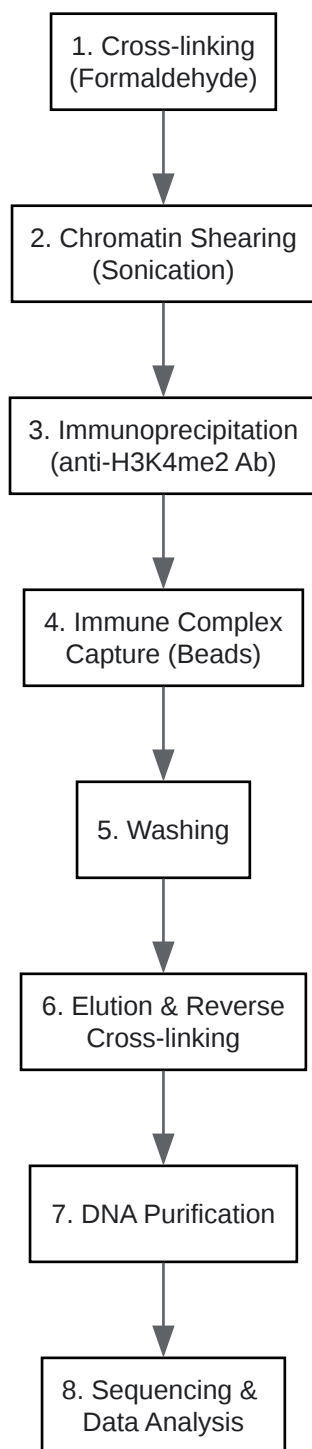 1. Cross-linking
(Formaldehyde)
2. Chromatin Shearing
(Sonication)
3. Immunoprecipitation
(anti-H3K4me2 Ab)
4. Immune Complex
Capture (Beads)
5. Washing
6. Elution & Reverse
Cross-linking
7. DNA Purification
8. Sequencing &
Data Analysis